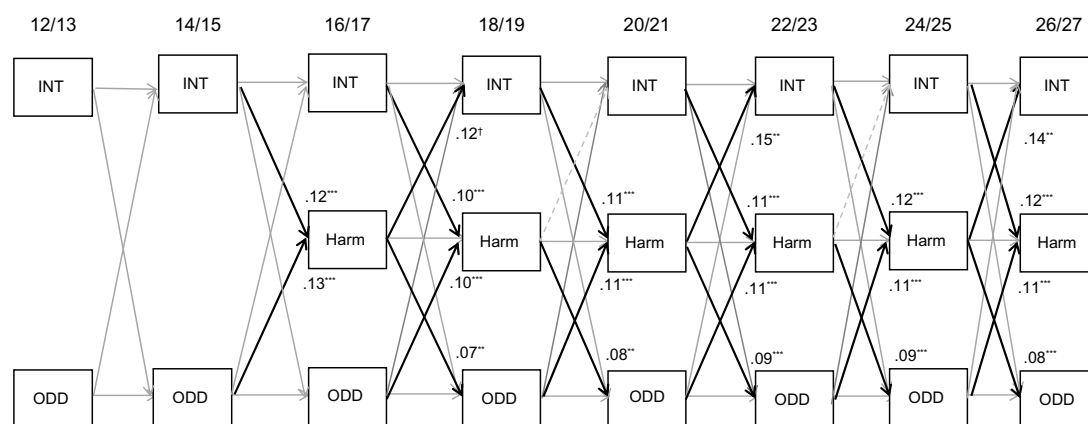 12/13 14/15 16/17 18/19 20/21 22/23 24/25 26/27
INT INT INT INT INT INT INT INT
.12† .15** .14**
.12*** .10*** .11*** .11*** .12*** .12***
Harm Harm Harm Harm Harm Harm
.13*** .10*** .11*** .11*** .11*** .11***
.07** .08** .09*** .09*** .08***
ODD ODD ODD ODD ODD ODD ODD ODD